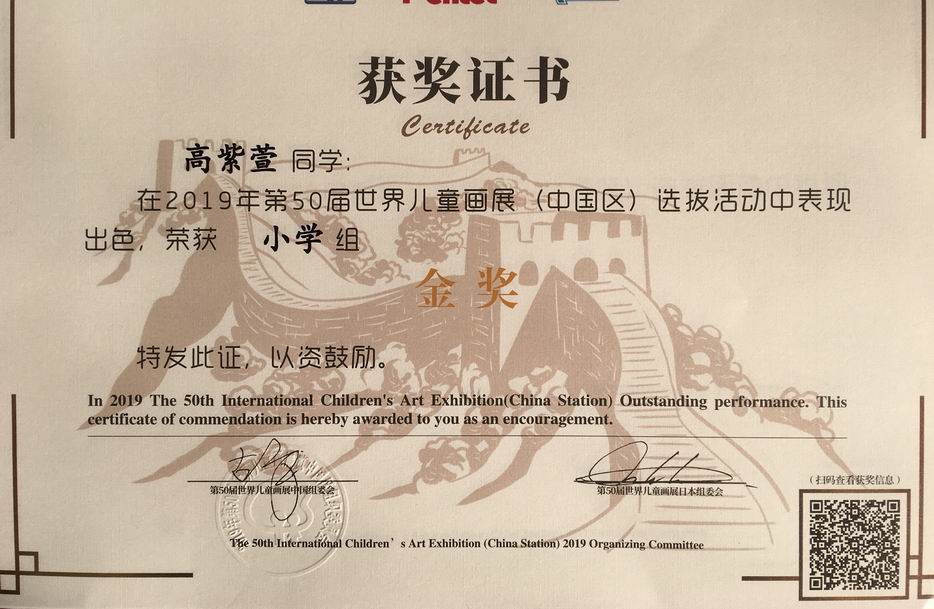 Pentel
获奖证书
Certificate
高紫萱 同学:
在2019年第50届世界儿童画展（中国区）选拔活动中表现
出色，荣获 小学 组
金奖
特发此证，以资鼓励。
In 2019 The 50th International Children's Art Exhibition(China Station) Outstanding performance. This
certificate of commendation is hereby awarded to you as an encouragement.
第50届世界儿童画展中国组委会
第50届世界儿童画展日本组委会
（扫码查看获奖信息）
The 50th International Children’s Art Exhibition (China Station) 2019 Organizing Committee